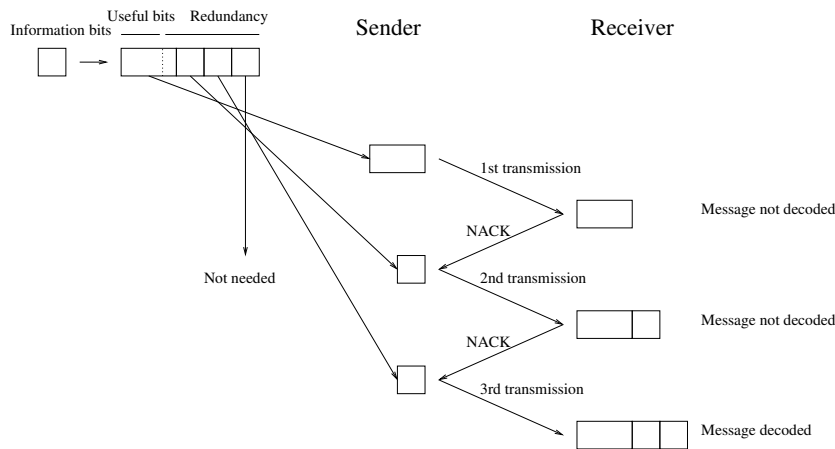 Useful bits
Redundancy
Information bits
Sender
Receiver
1st transmission
Message not decoded
NACK
Not needed
2nd transmission
Message not decoded
NACK
3rd transmission
Message decoded